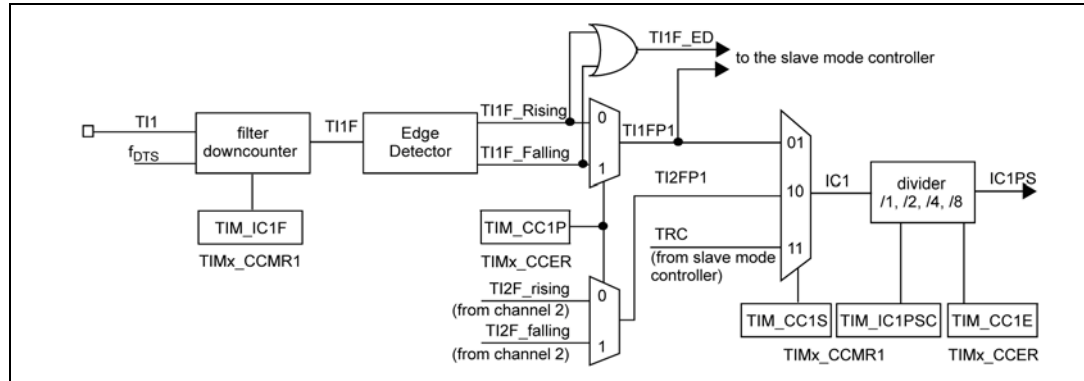 TI1F_ED
to the slave mode controller
TI1
f_DTS
filter
downcounter
TI1F
Edge
Detector
TI1F_Rising
TI1F_Falling
0
1
TI1FP1
TI2FP1
01
10
11
IC1
divider
/1, /2, /4, /8
IC1PS
TIM_IC1F
TIMx_CCMR1
TIM_CC1P
TIMx_CCER
TRC
(from slave mode
controller)
TI2F_rising
(from channel 2)
TI2F_falling
(from channel 2)
0
1
TIM_CC1S
TIM_IC1PSC
TIM_CC1E
TIMx_CCMR1
TIMx_CCER